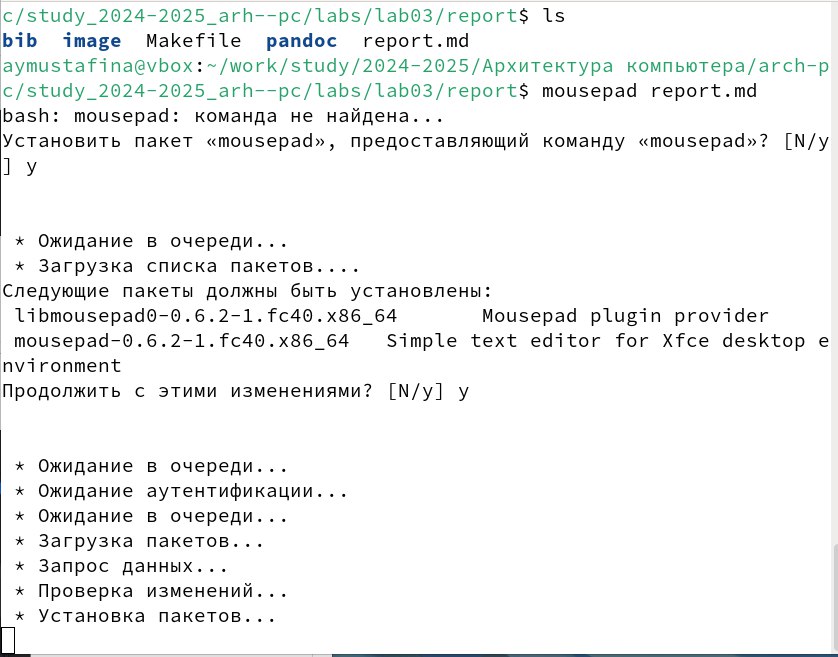 c/study_2024-2025_arh--pc/labs/lab03/report$ ls
bib  image  Makefile  pandoc  report.md
aymustafina@vbox:~/work/study/2024-2025/Архитектура компьютера/arch-p
c/study_2024-2025_arh--pc/labs/lab03/report$ mousepad report.md
bash: mousepad: команда не найдена...
Установить пакет «mousepad», предоставляющий команду «mousepad»? [N/y
] y
 * Ожидание в очереди...
 * Загрузка списка пакетов....
Следующие пакеты должны быть установлены:
 libmousepad0-0.6.2-1.fc40.x86_64       Mousepad plugin provider
 mousepad-0.6.2-1.fc40.x86_64   Simple text editor for Xfce desktop e
nvironment
Продолжить с этими изменениями? [N/y] y
 * Ожидание в очереди...
 * Ожидание аутентификации...
 * Ожидание в очереди...
 * Загрузка пакетов...
 * Запрос данных...
 * Проверка изменений...
 * Установка пакетов...